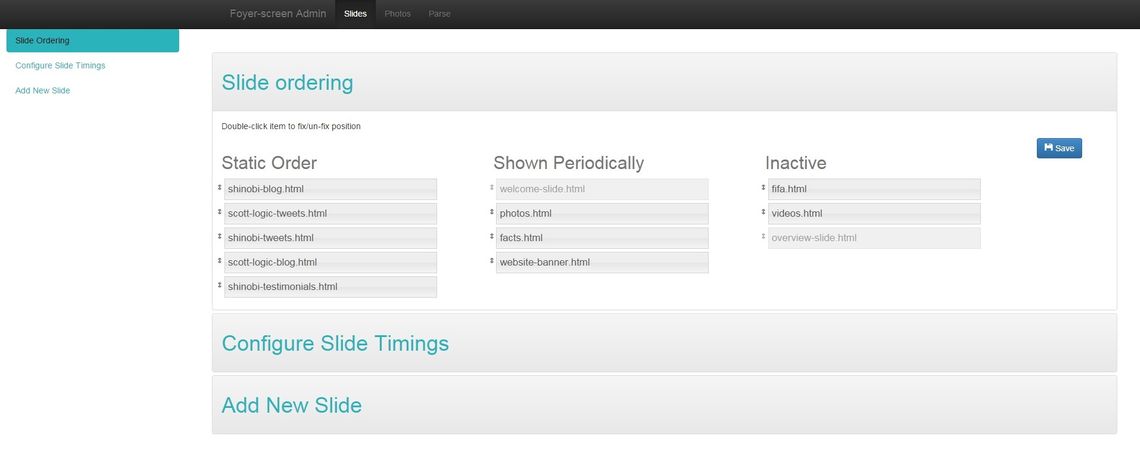 Foyer-screen Admin Slides Photos Parse
Slide Ordering
Configure Slide Timings
Add New Slide
Slide ordering
Double-click item to fix/un-fix position
Save
Static Order
shinobi-blog.html
scott-logic-tweets.html
shinobi-tweets.html
scott-logic-blog.html
shinobi-testimonials.html
Shown Periodically
welcome-slide.html
photos.html
facts.html
website-banner.html
Inactive
fifa.html
videos.html
overview-slide.html
Configure Slide Timings
Add New Slide